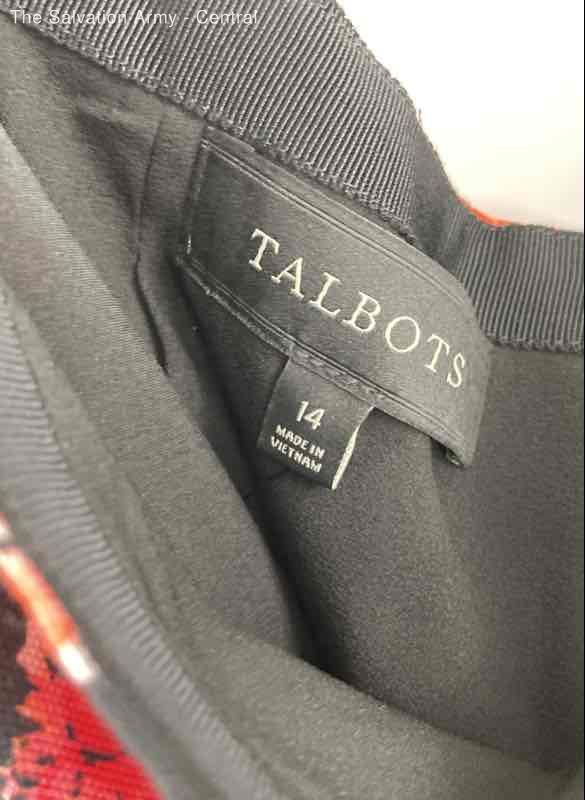 The Salvation Army - Central
TALBOTS
14
MADE IN
VIETNAM